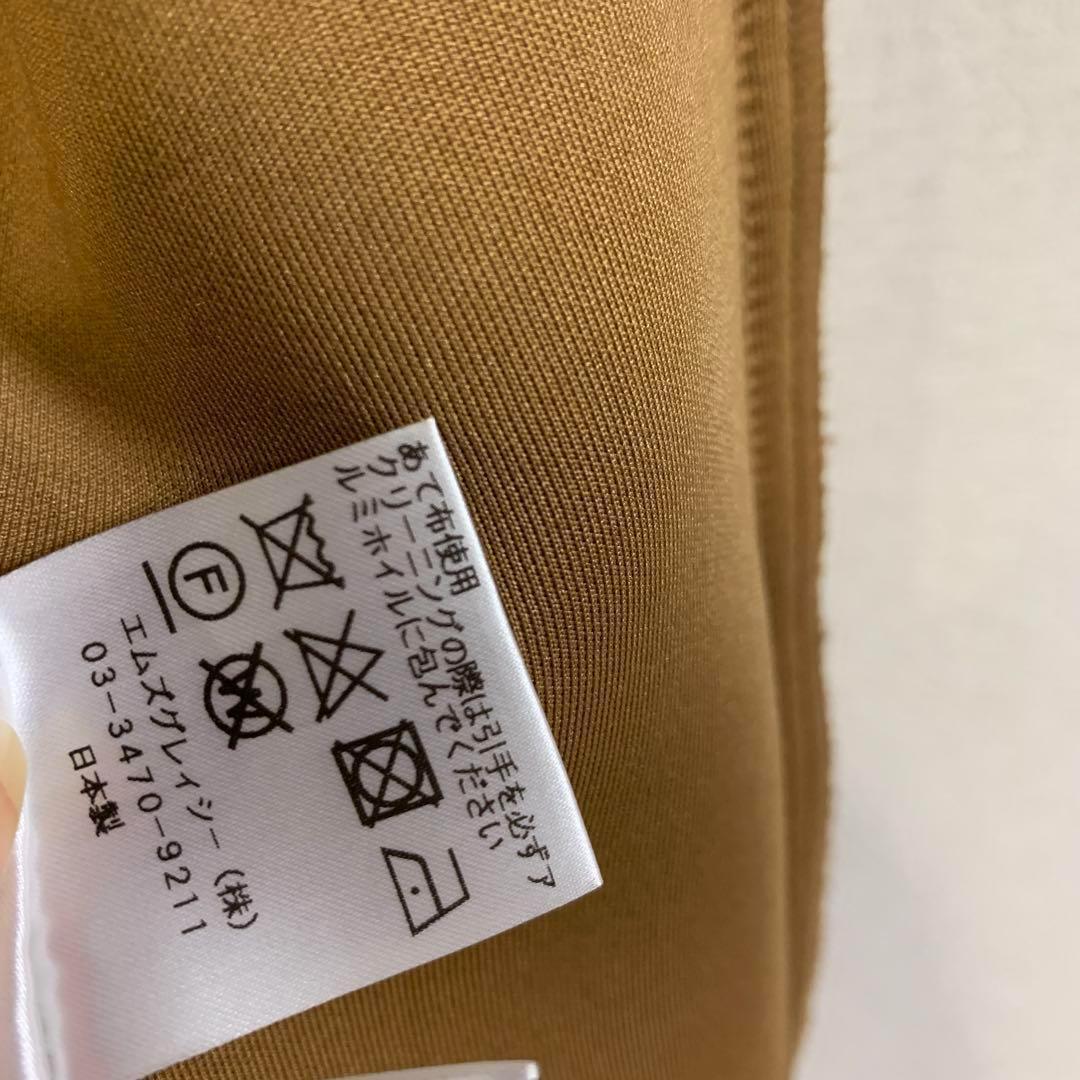 あて布使用
クリーニングの際は引手を必ずア
ルミホイルに包んでください
F
W
エムズグレイシー(株)
03-3470-9211
日本製